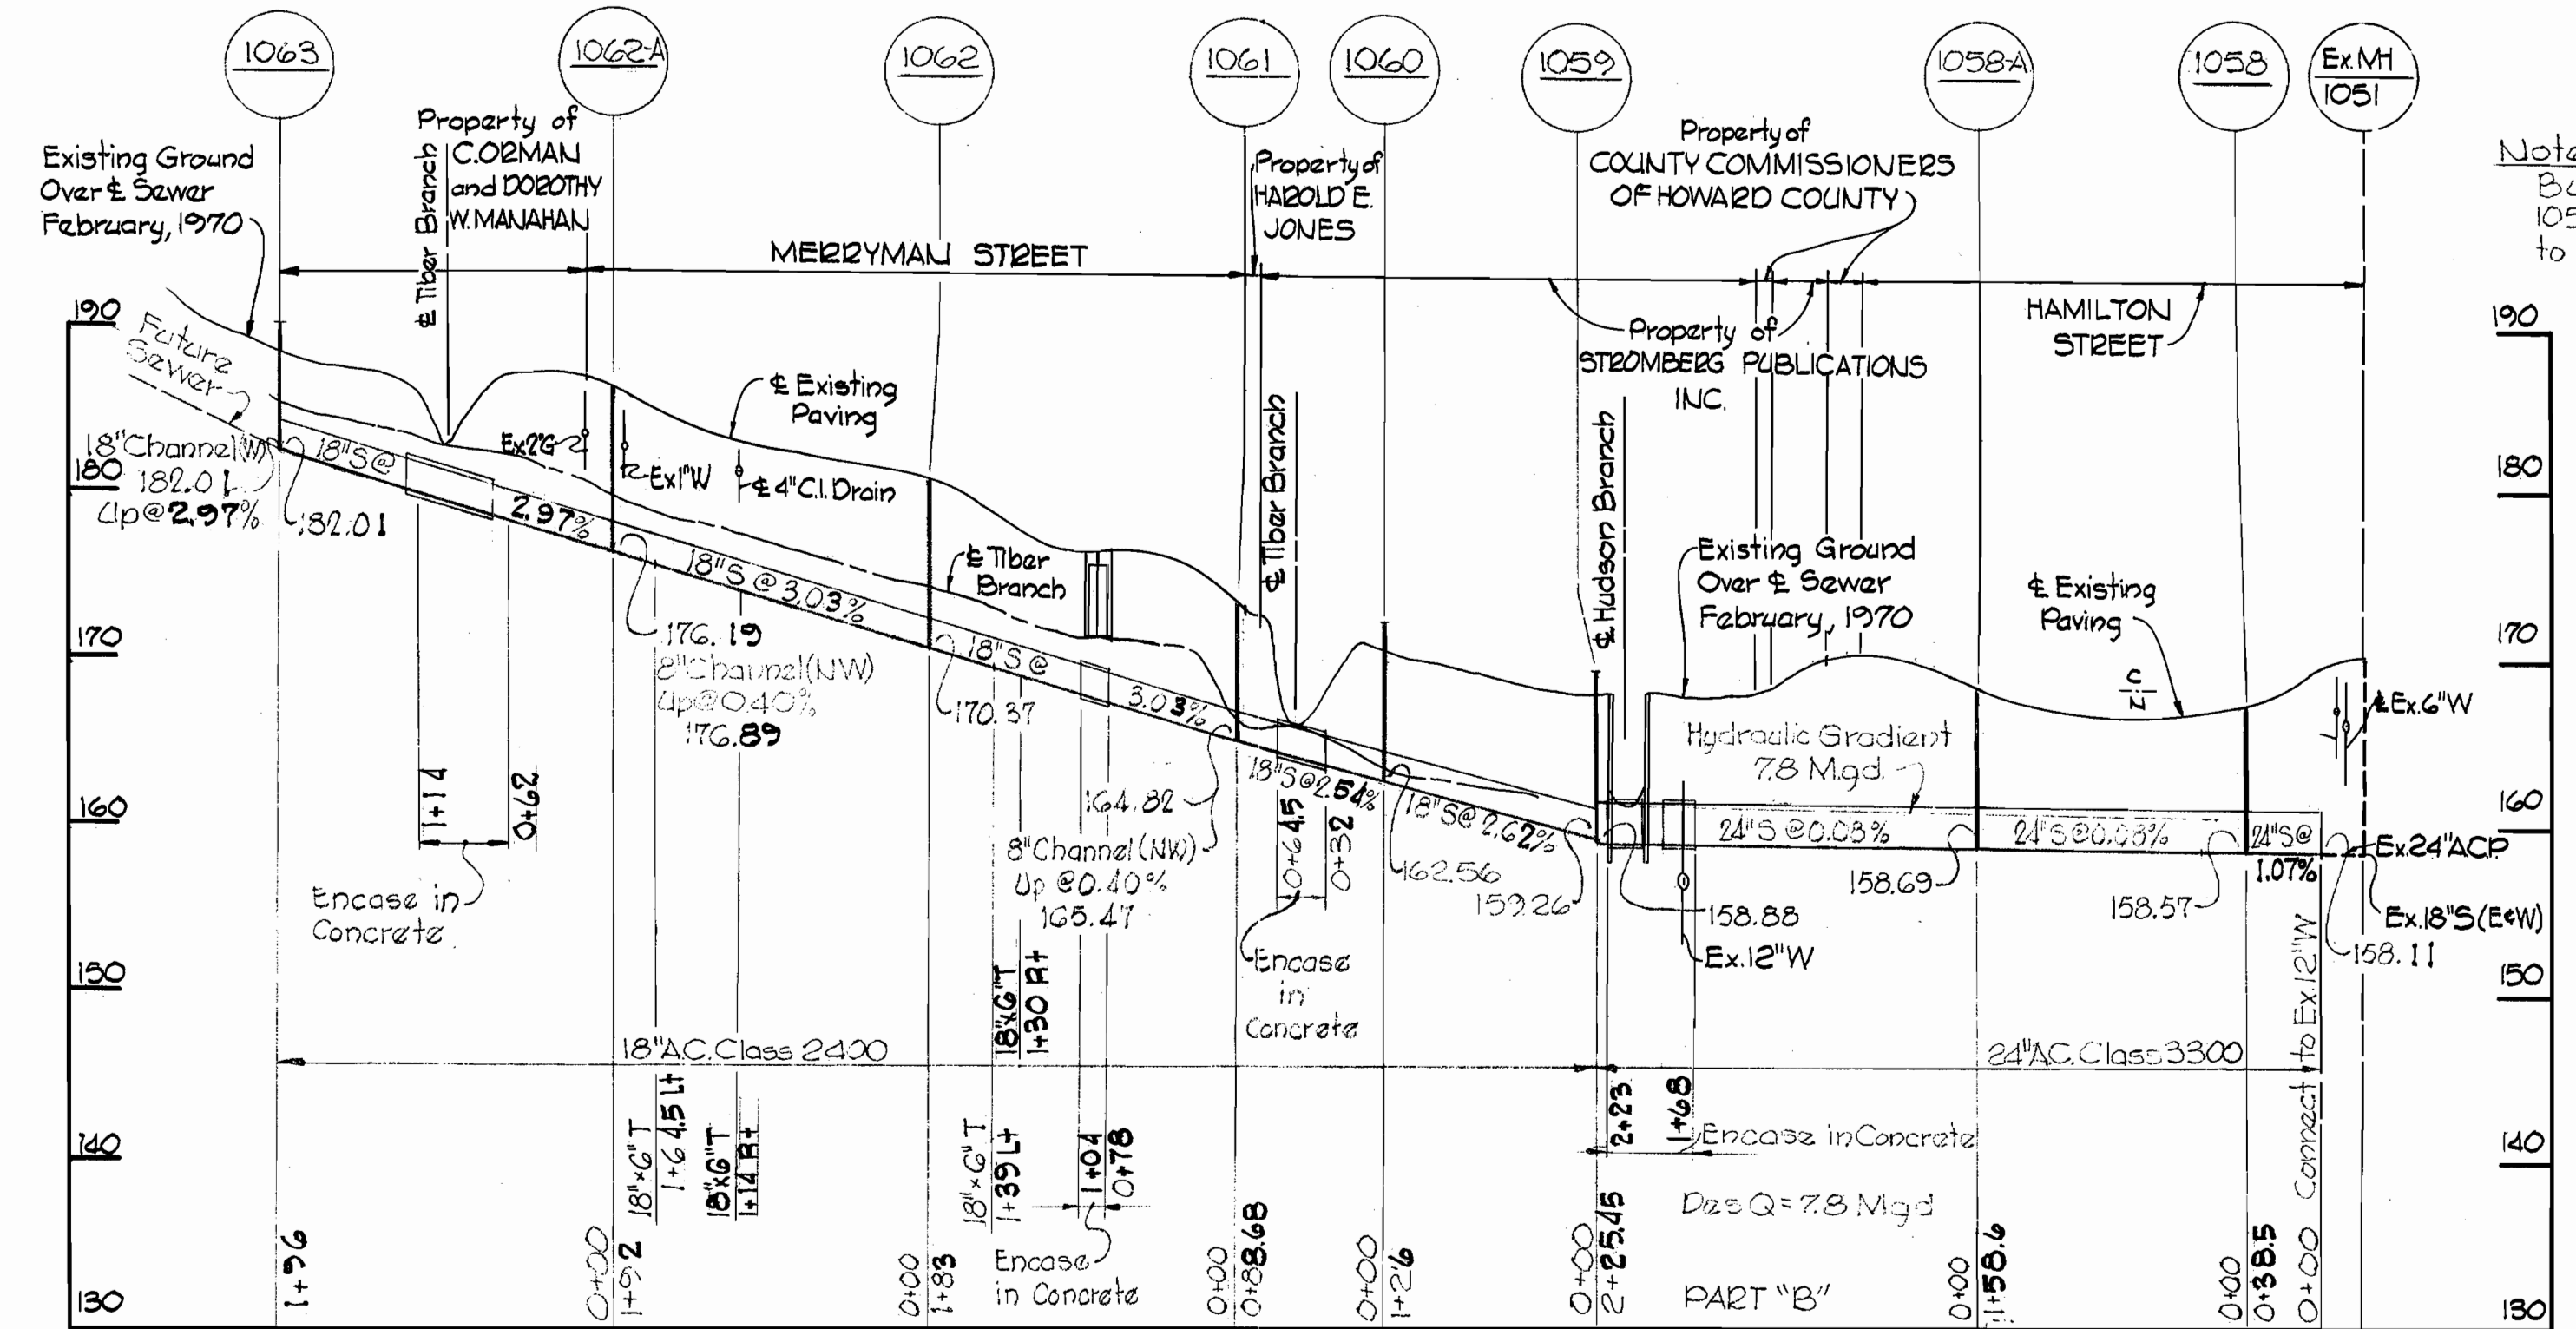 1063
1062-A
1062
1061
1060
1059
1058-A
1058
Ex. MH
1051
Existing Ground
Over ℄ Sewer
February, 1970
℄ Tiber Branch
Property of
C. ORMAN
and DOROTHY
W. MANAHAN
MERRYMAN STREET
Property of
HAROLD E.
JONES
Property of
COUNTY COMMISSIONERS
OF HOWARD COUNTY
HAMILTON
STREET
Property of
STROMBERG PUBLICATIONS
INC.
Note
to
190
180
170
160
150
140
130
190
180
170
160
150
140
130
Future
Sewer
18" Channel (W)
182.01
Up @ 2.97%
182.01
18" S @
2.97%
Ex 2" G
Ex 1" W
℄ Existing
Paving
℄ 4" C.I. Drain
18" S @ 3.03%
176.19
8" Channel (NW)
Up @ 0.40%
176.89
℄ Tiber
Branch
170.37
18" S @
3.03%
℄ Tiber Branch
164.82
8" Channel (NW)
Up @ 0.40%
165.47
18" S @ 2.54%
162.56
18" S @ 2.62%
159.26
℄ Hudson Branch
Existing Ground
Over ℄ Sewer
February, 1970
℄ Existing
Paving
Hydraulic Gradient
7.8 Mgd.
24" S @ 0.08%
24" S @ 0.08%
24" S @
1.07%
158.88
Ex. 12" W
158.69
158.57
℄ Ex. 6" W
Ex. 24" ACP
Ex. 18" S (E & W)
158.11
1+14
0+62
Encase in
Concrete
0+64.5
0+32
Encase
in
Concrete
18" A.C. Class 2400
24" A.C. Class 3300
18"x6" T
1+64.5 Lt
18"x6" T
1+14 Rt
18"x6" T
1+30 Rt
18"x6" T
1+39 Lt
1+04
0+78
Encase
in Concrete
2+23
1+68
Encase in Concrete
Des Q = 7.8 Mgd
PART "B"
1+96
0+00
1+92
0+00
1+83
0+00
0+88.68
0+00
1+26
0+00
2+25.45
0+00
1+58.6
0+00
0+38.5
0+00 Connect to Ex. 12" W